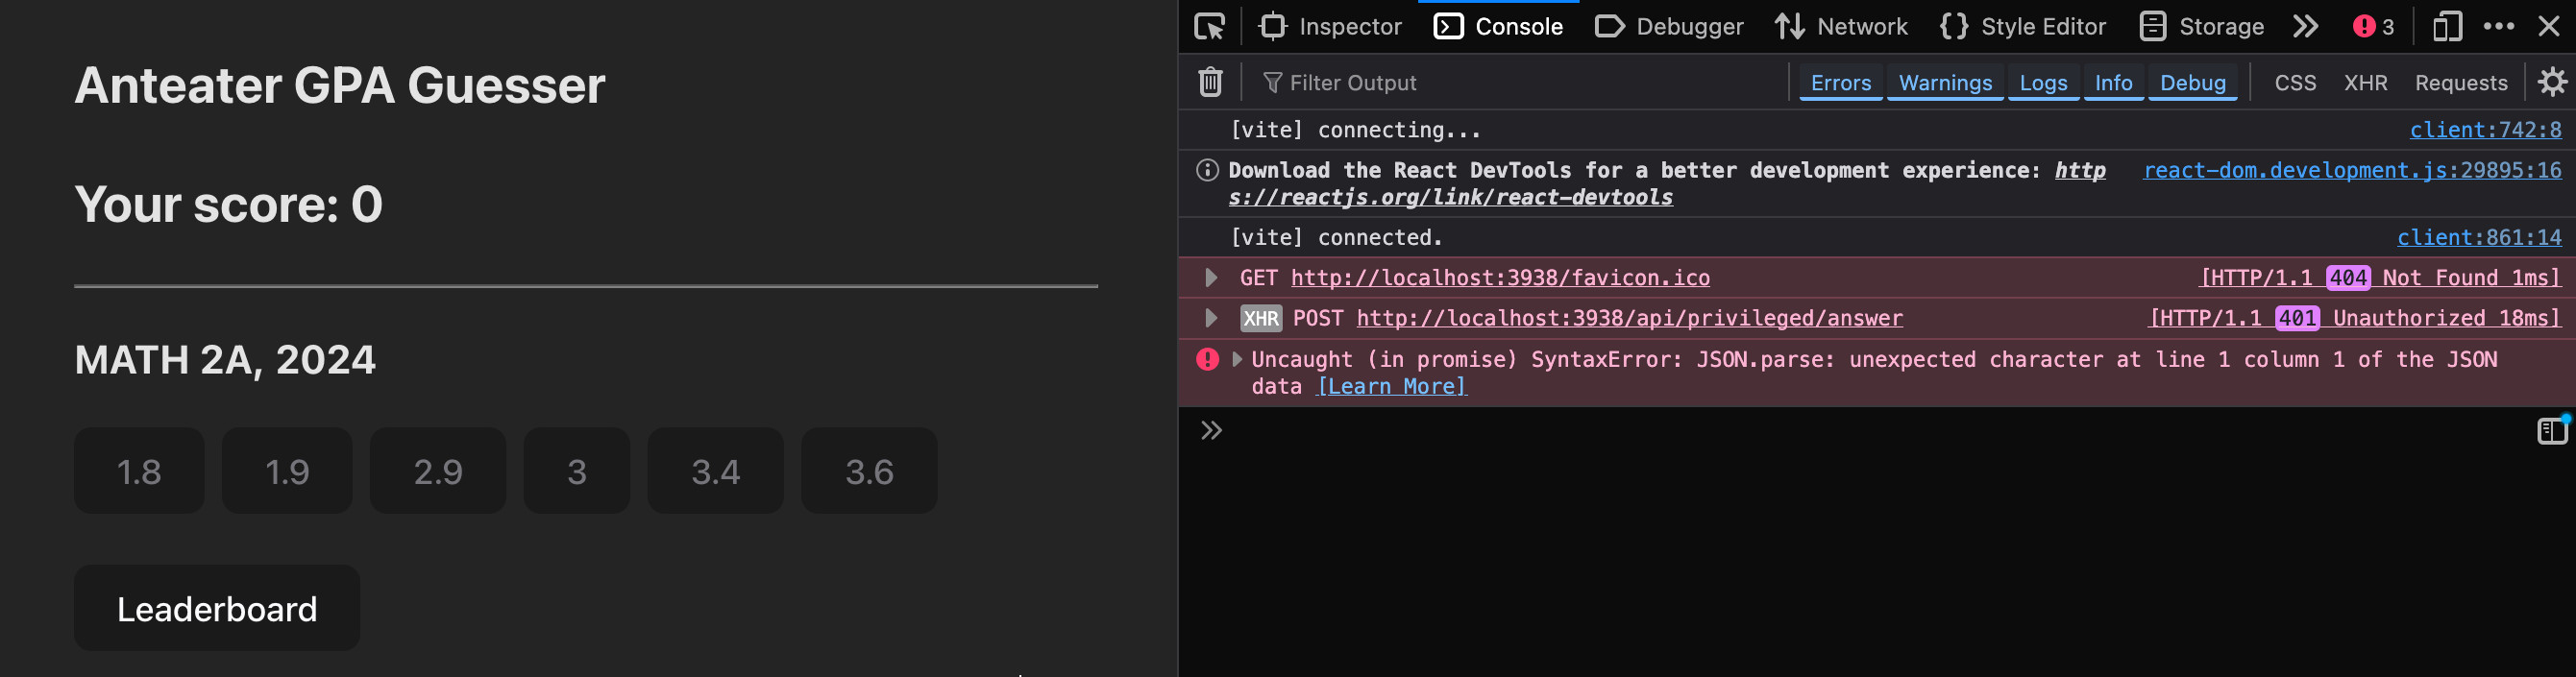 Anteater GPA Guesser
Your score: 0
MATH 2A, 2024
1.8 1.9 2.9 3 3.4 3.6
Leaderboard
Inspector Console Debugger Network Style Editor Storage 3
Filter Output Errors Warnings Logs Info Debug CSS XHR Requests
[vite] connecting... client:742:8
Download the React DevTools for a better development experience: http react-dom.development.js:29895:16
s://reactjs.org/link/react-devtools
[vite] connected. client:861:14
GET http://localhost:3938/favicon.ico [HTTP/1.1 404 Not Found 1ms]
XHR POST http://localhost:3938/api/privileged/answer [HTTP/1.1 401 Unauthorized 18ms]
Uncaught (in promise) SyntaxError: JSON.parse: unexpected character at line 1 column 1 of the JSON
data [Learn More]